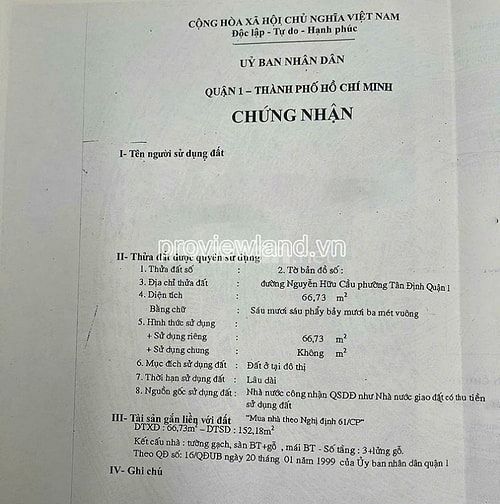 CỘNG HÒA XÃ HỘI CHỦ NGHĨA VIỆT NAM
Độc lập - Tự do - Hạnh phúc
UỶ BAN NHÂN DÂN
QUẬN 1 – THÀNH PHỐ HỒ CHÍ MINH
CHỨNG NHẬN
I- Tên người sử dụng đất
II- Thửa đất được quyền sử dụng
proviewland.vn
1. Thửa đất số : 2. Tờ bản đồ số :
3. Địa chỉ thửa đất : đường Nguyễn Hữu Cầu phường Tân Định Quận 1
4. Diện tích : 66,73 m²
Bằng chữ : Sáu mươi sáu phẩy bảy mươi ba mét vuông
5. Hình thức sử dụng :
+ Sử dụng riêng : 66,73 m²
+ Sử dụng chung : Không m²
6. Mục đích sử dụng đất : Đất ở tại đô thị
7. Thời hạn sử dụng đất : Lâu dài
8. Nguồn gốc sử dụng đất : Nhà nước công nhận QSDĐ như Nhà nước giao đất có thu tiền
sử dụng đất
III- Tài sản gắn liền với đất "Mua nhà theo Nghị định 61/CP"
DTXD : 66,73m² – DTSD : 152,18m²
Kết cấu nhà : tường gạch, sàn BT+gỗ , mái BT - Số tầng : 3+lửng gỗ.
Theo QĐ số: 16/QĐUB ngày 20 tháng 01 năm 1999 của Ủy ban nhân dân quận 1
IV- Ghi chú